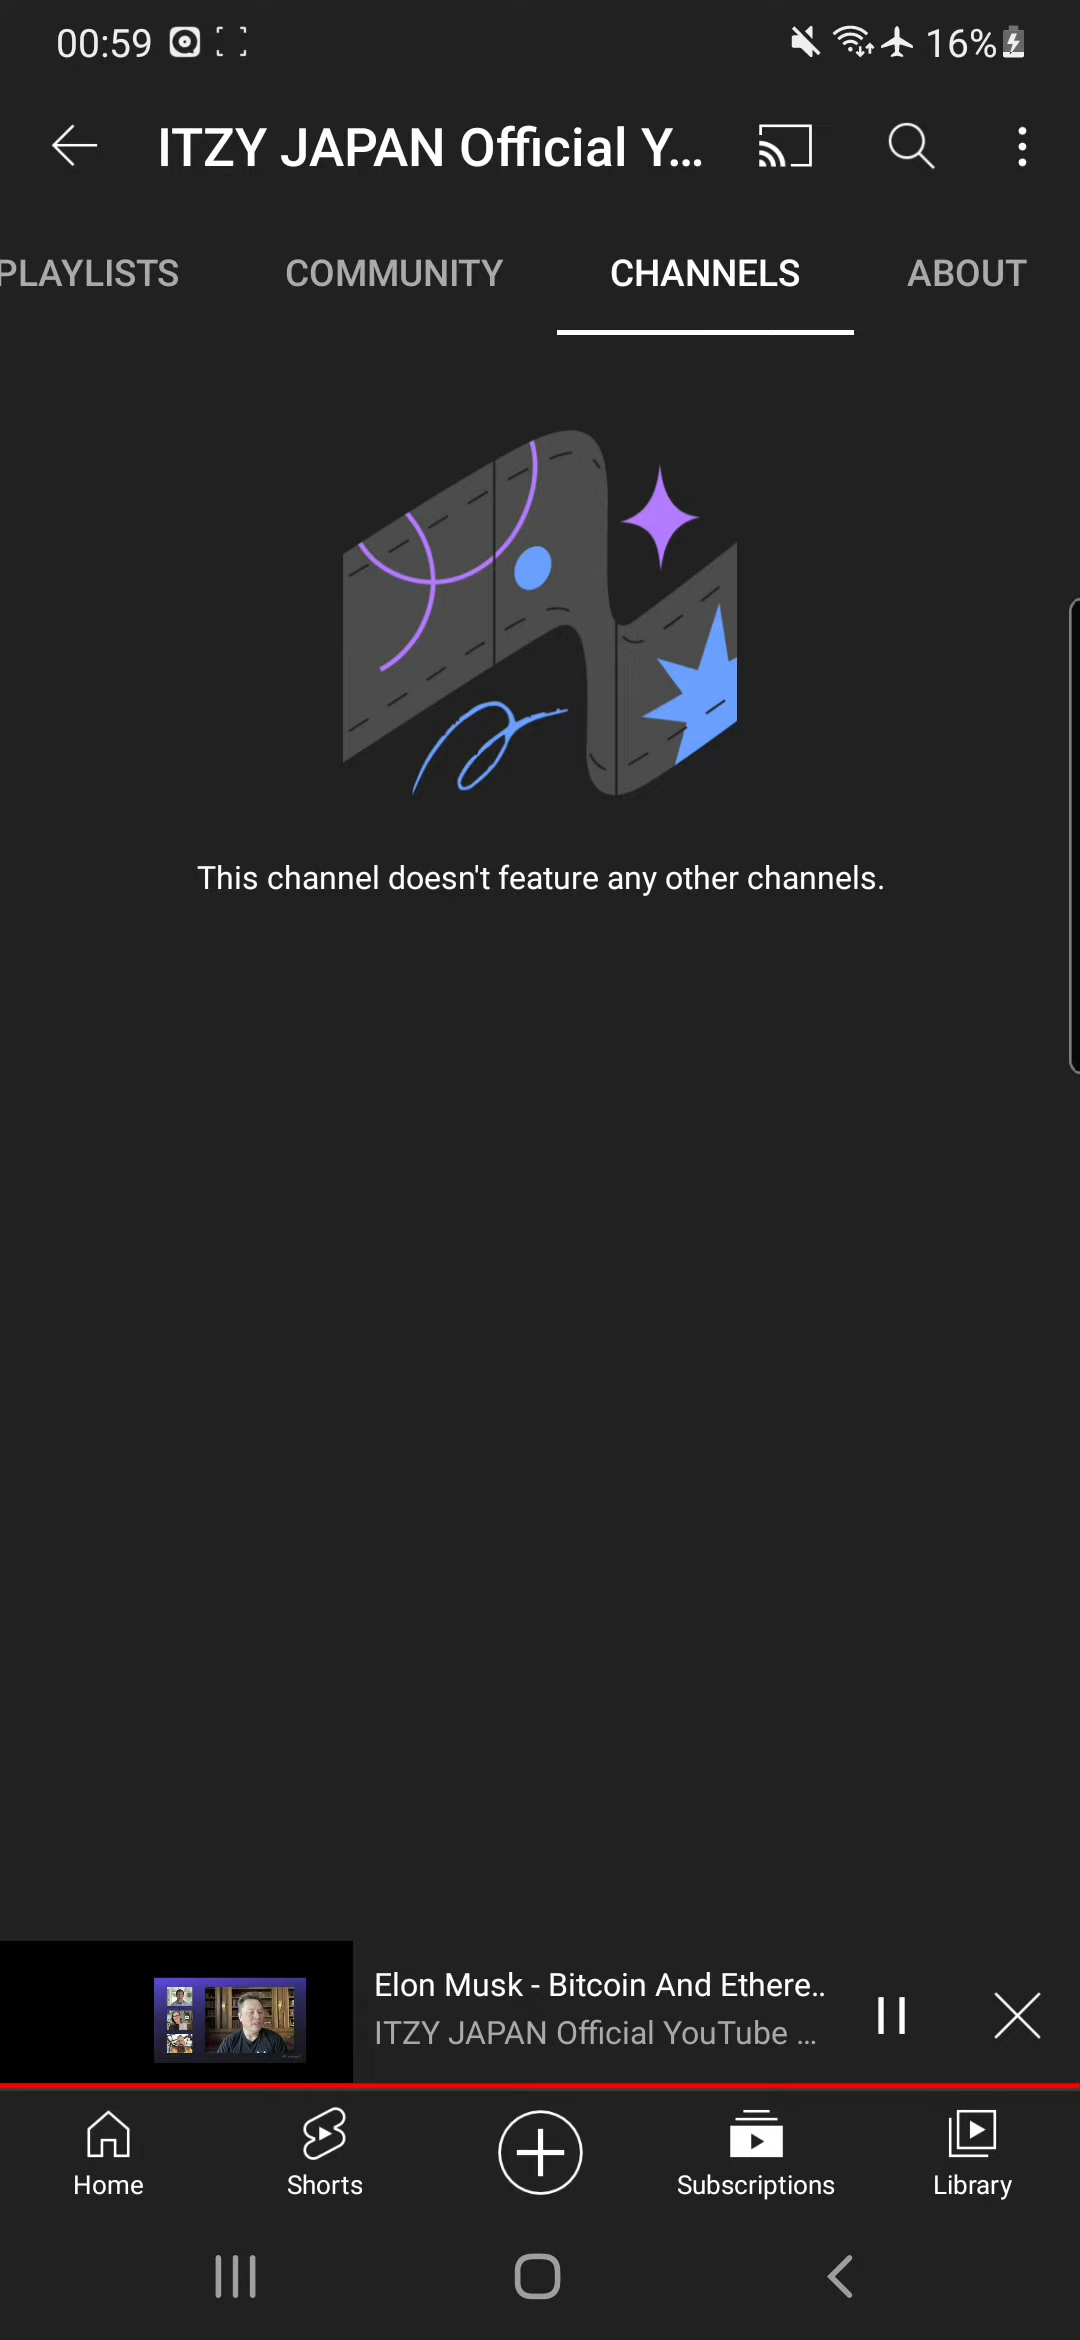 00:59
16%
ITZY JAPAN Official Y...
PLAYLISTS
COMMUNITY
CHANNELS
ABOUT
This channel doesn't feature any other channels.
Elon Musk - Bitcoin And Ethere..
ITZY JAPAN Official YouTube ...
Home
Shorts
Subscriptions
Library